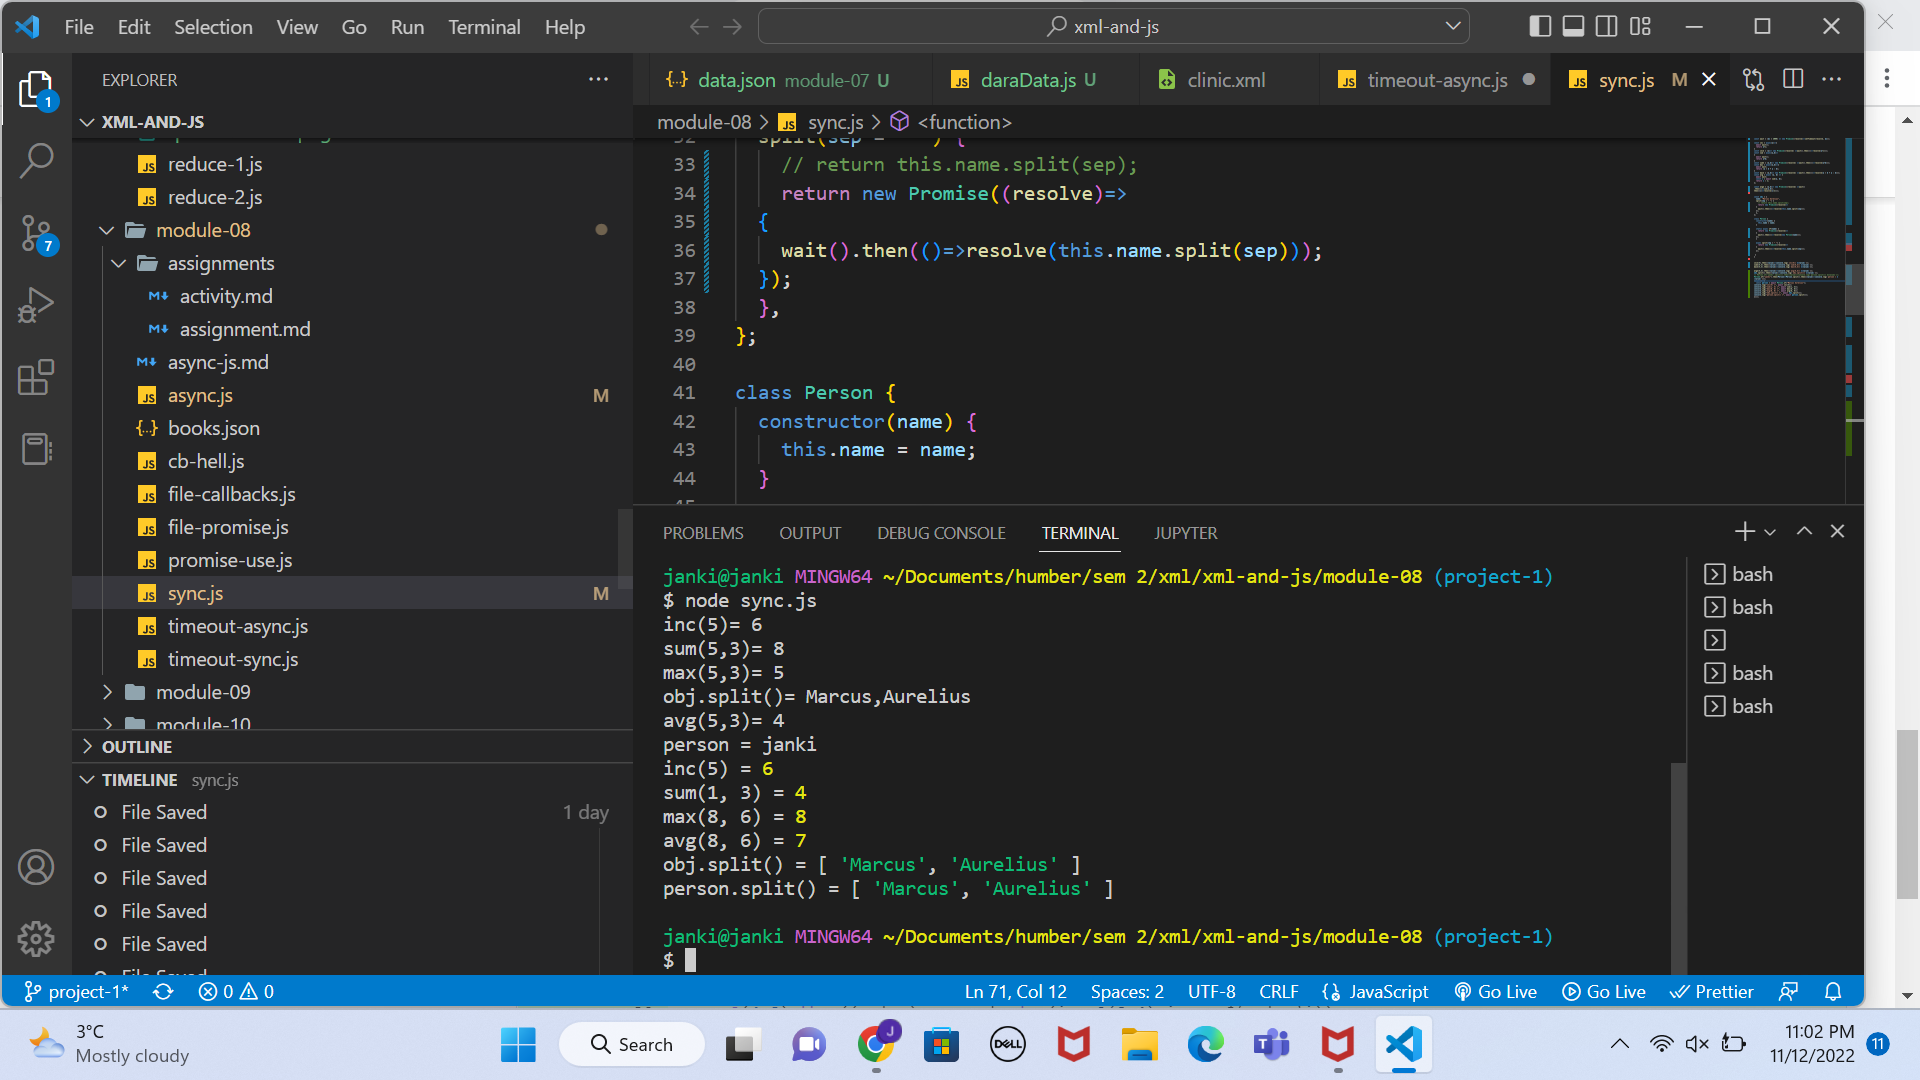 File Edit Selection View Go Run Terminal Help
xml-and-js
EXPLORER
XML-AND-JS
reduce-1.js
reduce-2.js
module-08
assignments
activity.md
assignment.md
async-js.md
async.js M
books.json
cb-hell.js
file-callbacks.js
file-promise.js
promise-use.js
sync.js M
timeout-async.js
timeout-sync.js
module-09
module-10
OUTLINE
TIMELINE sync.js
File Saved 1 day
File Saved
File Saved
File Saved
File Saved
File Saved
1
7
data.json module-07 U
daraData.js U
clinic.xml
timeout-async.js
sync.js M
module-08 > sync.js > <function>
33 // return this.name.split(sep);
34 return new Promise((resolve)=>
35 {
36 wait().then(()=>resolve(this.name.split(sep)));
37 });
38 },
39 };
40
41 class Person {
42 constructor(name) {
43 this.name = name;
44 }
PROBLEMS OUTPUT DEBUG CONSOLE TERMINAL JUPYTER
janki@janki MINGW64 ~/Documents/humber/sem 2/xml/xml-and-js/module-08 (project-1)
$ node sync.js
inc(5)= 6
sum(5,3)= 8
max(5,3)= 5
obj.split()= Marcus,Aurelius
avg(5,3)= 4
person = janki
inc(5) = 6
sum(1, 3) = 4
max(8, 6) = 8
avg(8, 6) = 7
obj.split() = [ 'Marcus', 'Aurelius' ]
person.split() = [ 'Marcus', 'Aurelius' ]
janki@janki MINGW64 ~/Documents/humber/sem 2/xml/xml-and-js/module-08 (project-1)
$
bash
bash
bash
bash
project-1* 0 0 Ln 71, Col 12 Spaces: 2 UTF-8 CRLF JavaScript Go Live Go Live Prettier
3°C
Mostly cloudy
Search
J
DELL
11:02 PM
11/12/2022
11